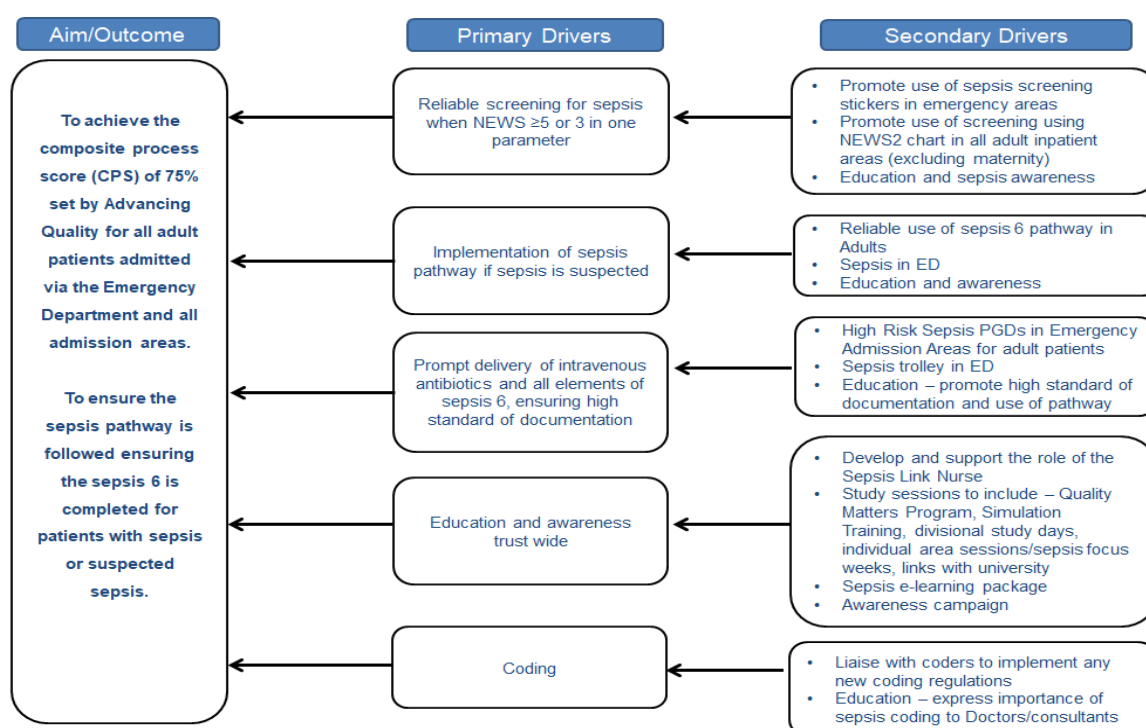 Aim/Outcome
To achieve the
composite process
score (CPS) of 75%
set by Advancing
Quality for all adult
patients admitted
via the Emergency
Department and all
admission areas.
To ensure the
sepsis pathway is
followed ensuring
the sepsis 6 is
completed for
patients with sepsis
or suspected
sepsis.
Primary Drivers
Reliable screening for sepsis
when NEWS ≥5 or 3 in one
parameter
Implementation of sepsis
pathway if sepsis is suspected
Prompt delivery of intravenous
antibiotics and all elements of
sepsis 6, ensuring high
standard of documentation
Education and awareness
trust wide
Coding
Secondary Drivers
• Promote use of sepsis screening
stickers in emergency areas
• Promote use of screening using
NEWS2 chart in all adult inpatient
areas (excluding maternity)
• Education and sepsis awareness
• Reliable use of sepsis 6 pathway in
Adults
• Sepsis in ED
• Education and awareness
• High Risk Sepsis PGDs in Emergency
Admission Areas for adult patients
• Sepsis trolley in ED
• Education – promote high standard of
documentation and use of pathway
• Develop and support the role of the
Sepsis Link Nurse
• Study sessions to include – Quality
Matters Program, Simulation
Training, divisional study days,
individual area sessions/sepsis focus
weeks, links with university
• Sepsis e-learning package
• Awareness campaign
• Liaise with coders to implement any
new coding regulations
• Education – express importance of
sepsis coding to Doctors/consultants